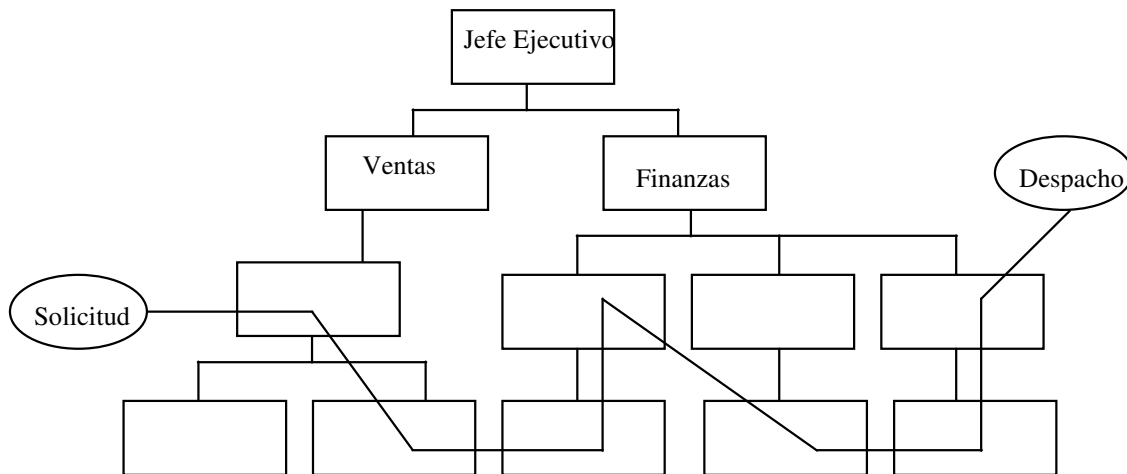 Jefe Ejecutivo
Ventas
Finanzas
Despacho
Solicitud